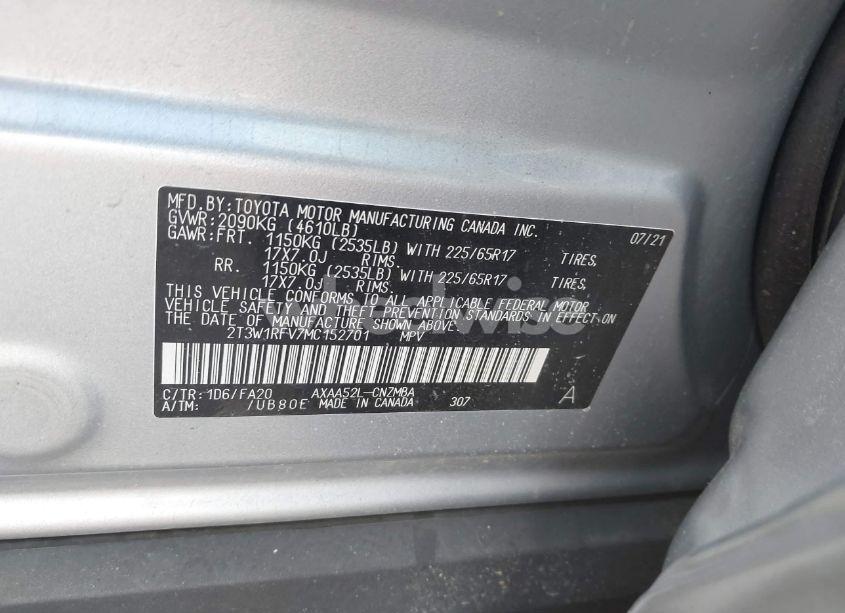 MFD.BY:TOYOTA MOTOR MANUFACTURING CANADA INC. 07/21
GVWR:2090KG (4610LB)
GAWR:FRT. 1150KG (2535LB) WITH 225/65R17 TIRES,
17X7.0J RIMS.
RR. 1150KG (2535LB) WITH 225/65R17 TIRES,
17X7.0J RIMS.
THIS VEHICLE CONFORMS TO ALL APPLICABLE FEDERAL MOTOR
VEHICLE SAFETY AND THEFT PREVENTION STANDARDS IN EFFECT ON
THE DATE OF MANUFACTURE SHOWN ABOVE.
2T3W1RFV7MC152701 MPV
C/TR:1D6/FA20 AXAA52L-CNZMBA A
A/TM: /UB80E MADE IN CANADA 307
wheelwise